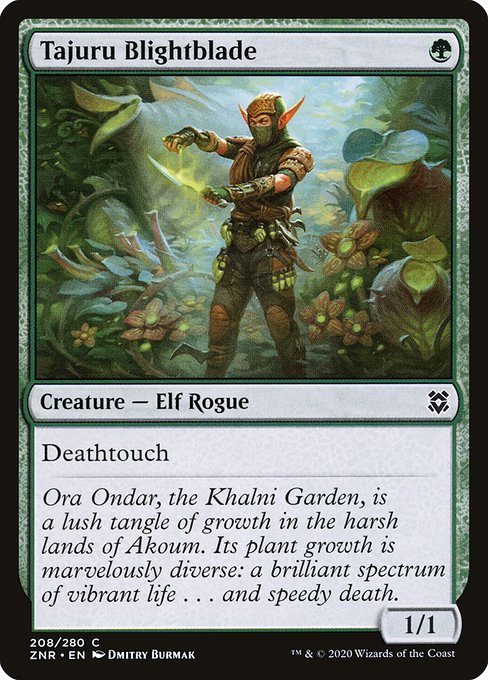 Tajuru Blightblade
Creature — Elf Rogue
Deathtouch
Ora Ondar, the Khalni Garden, is
a lush tangle of growth in the harsh
lands of Akoum. Its plant growth is
marvelously diverse: a brilliant spectrum
of vibrant life . . . and speedy death.
1/1
208/280 C
ZNR • EN Dmitry Burmak
™ & © 2020 Wizards of the Coast